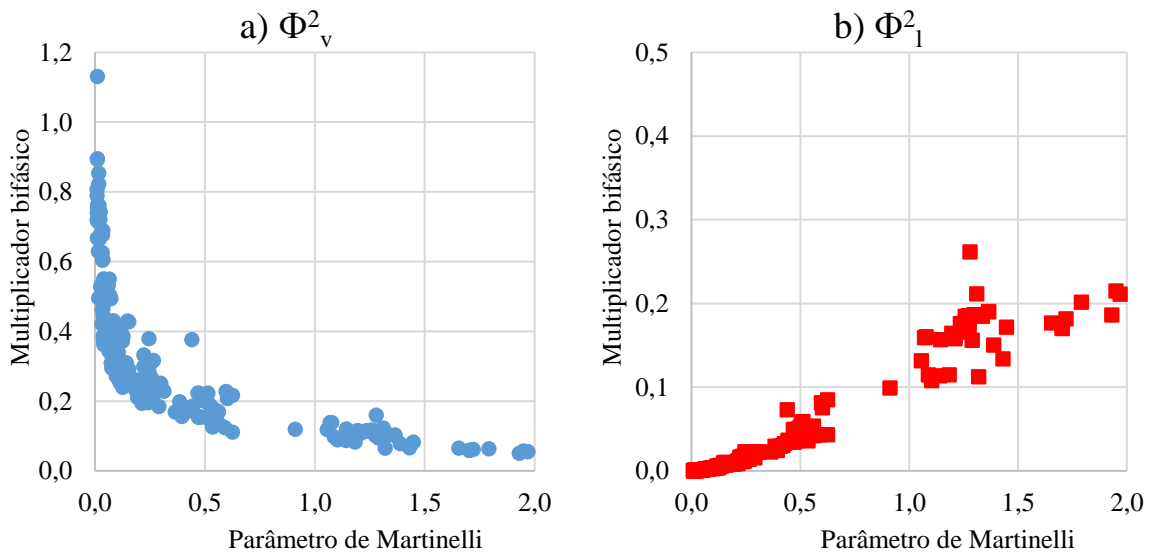 a) Φ²ᵥ
Multiplicador bifásico
1,2
1,0
0,8
0,6
0,4
0,2
0,0
0,0 0,5 1,0 1,5 2,0
Parâmetro de Martinelli
b) Φ²ₗ
Multiplicador bifásico
0,5
0,4
0,3
0,2
0,1
0,0
0,0 0,5 1,0 1,5 2,0
Parâmetro de Martinelli